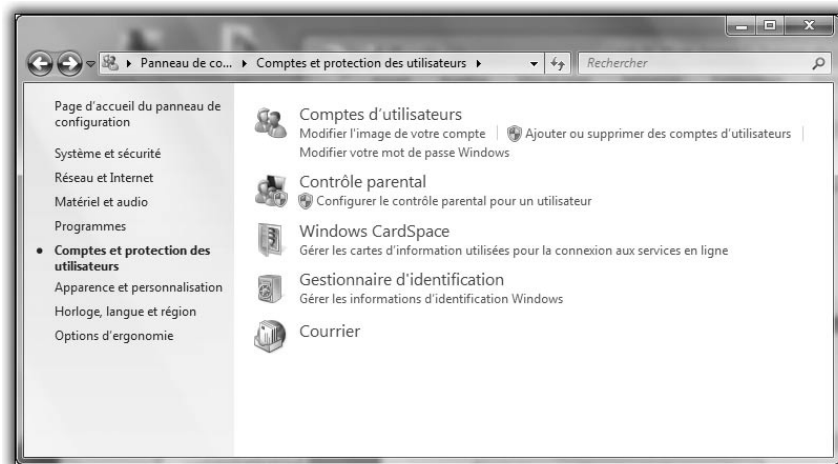 Panneau de co... Comptes et protection des utilisateurs Rechercher
Page d'accueil du panneau de
configuration
Système et sécurité
Réseau et Internet
Matériel et audio
Programmes
Comptes et protection des
utilisateurs
Apparence et personnalisation
Horloge, langue et région
Options d'ergonomie
Comptes d'utilisateurs
Modifier l'image de votre compte Ajouter ou supprimer des comptes d'utilisateurs
Modifier votre mot de passe Windows
Contrôle parental
Configurer le contrôle parental pour un utilisateur
Windows CardSpace
Gérer les cartes d'information utilisées pour la connexion aux services en ligne
Gestionnaire d'identification
Gérer les informations d'identification Windows
Courrier